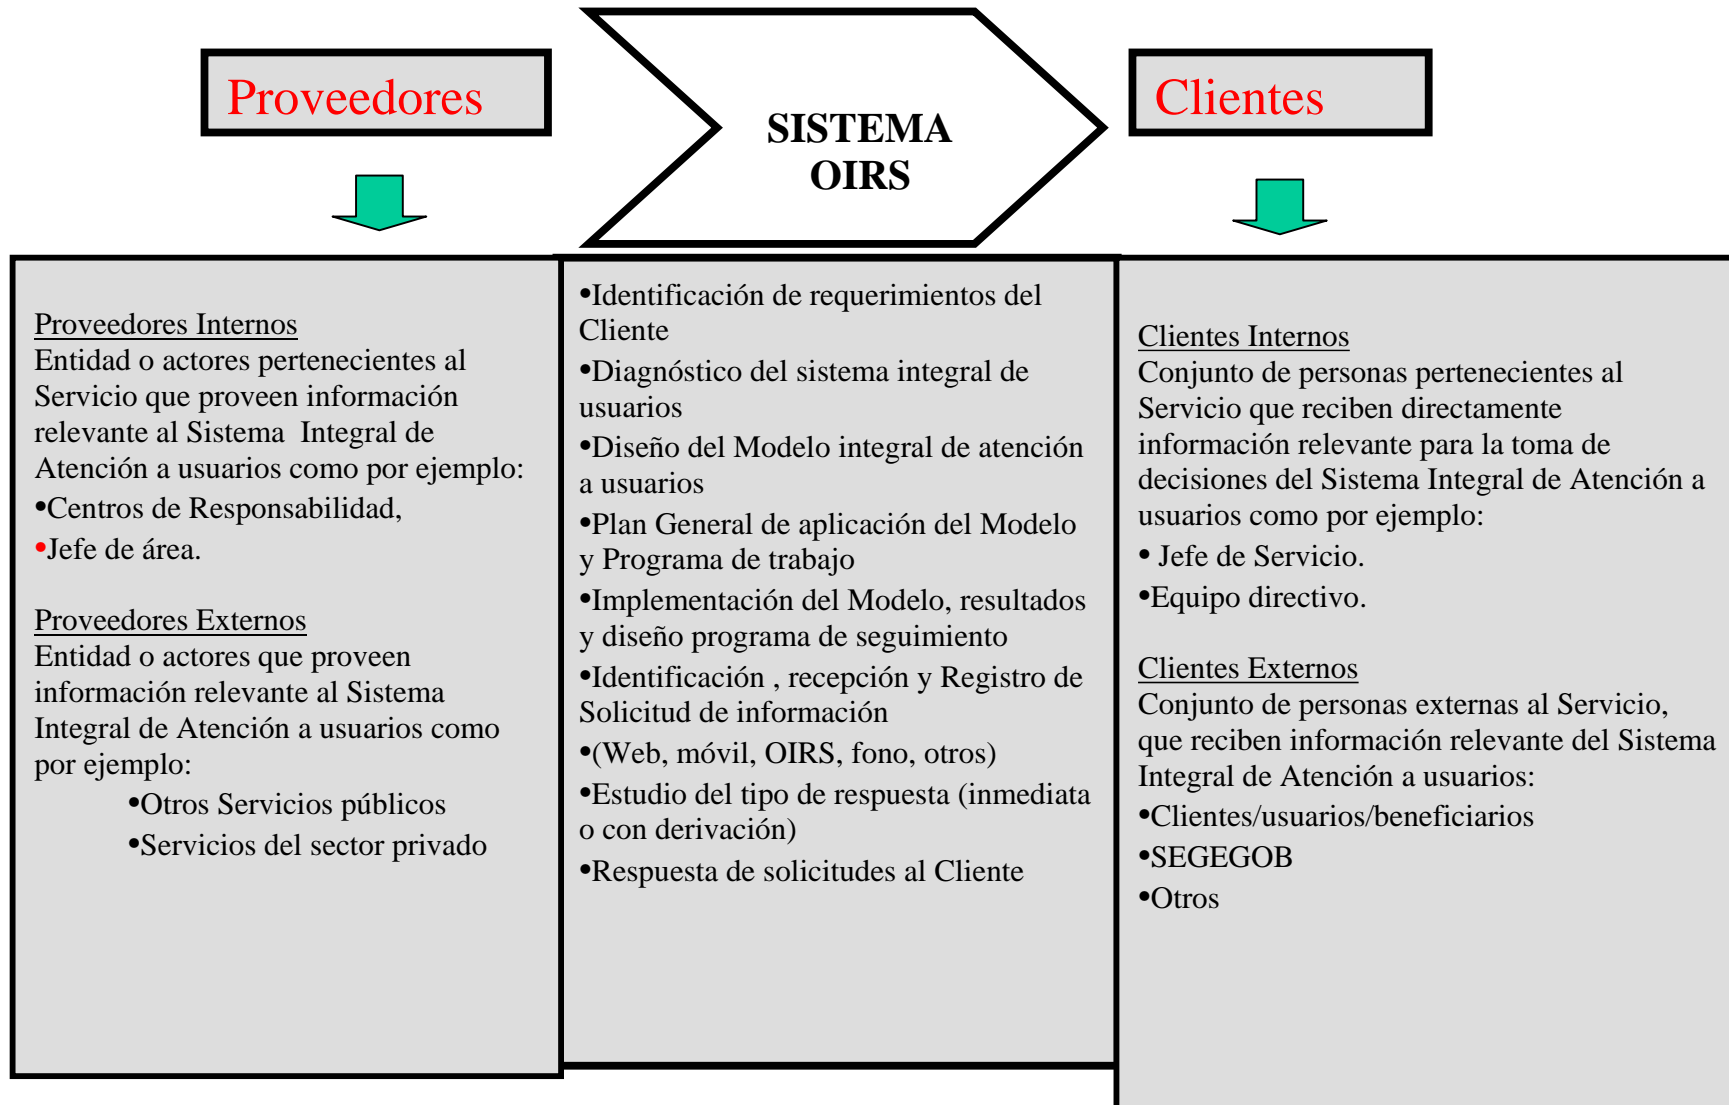 Proveedores
SISTEMA
OIRS
Clientes
Proveedores Internos
Entidad o actores pertenecientes al
Servicio que proveen información
relevante al Sistema Integral de
Atención a usuarios como por ejemplo:
•Centros de Responsabilidad,
•Jefe de área.
Proveedores Externos
Entidad o actores que proveen
información relevante al Sistema
Integral de Atención a usuarios como
por ejemplo:
•Otros Servicios públicos
•Servicios del sector privado
•Identificación de requerimientos del
Cliente
•Diagnóstico del sistema integral de
usuarios
•Diseño del Modelo integral de atención
a usuarios
•Plan General de aplicación del Modelo
y Programa de trabajo
•Implementación del Modelo, resultados
y diseño programa de seguimiento
•Identificación , recepción y Registro de
Solicitud de información
•(Web, móvil, OIRS, fono, otros)
•Estudio del tipo de respuesta (inmediata
o con derivación)
•Respuesta de solicitudes al Cliente
Clientes Internos
Conjunto de personas pertenecientes al
Servicio que reciben directamente
información relevante para la toma de
decisiones del Sistema Integral de Atención a
usuarios como por ejemplo:
• Jefe de Servicio.
•Equipo directivo.
Clientes Externos
Conjunto de personas externas al Servicio,
que reciben información relevante del Sistema
Integral de Atención a usuarios:
•Clientes/usuarios/beneficiarios
•SEGEGOB
•Otros